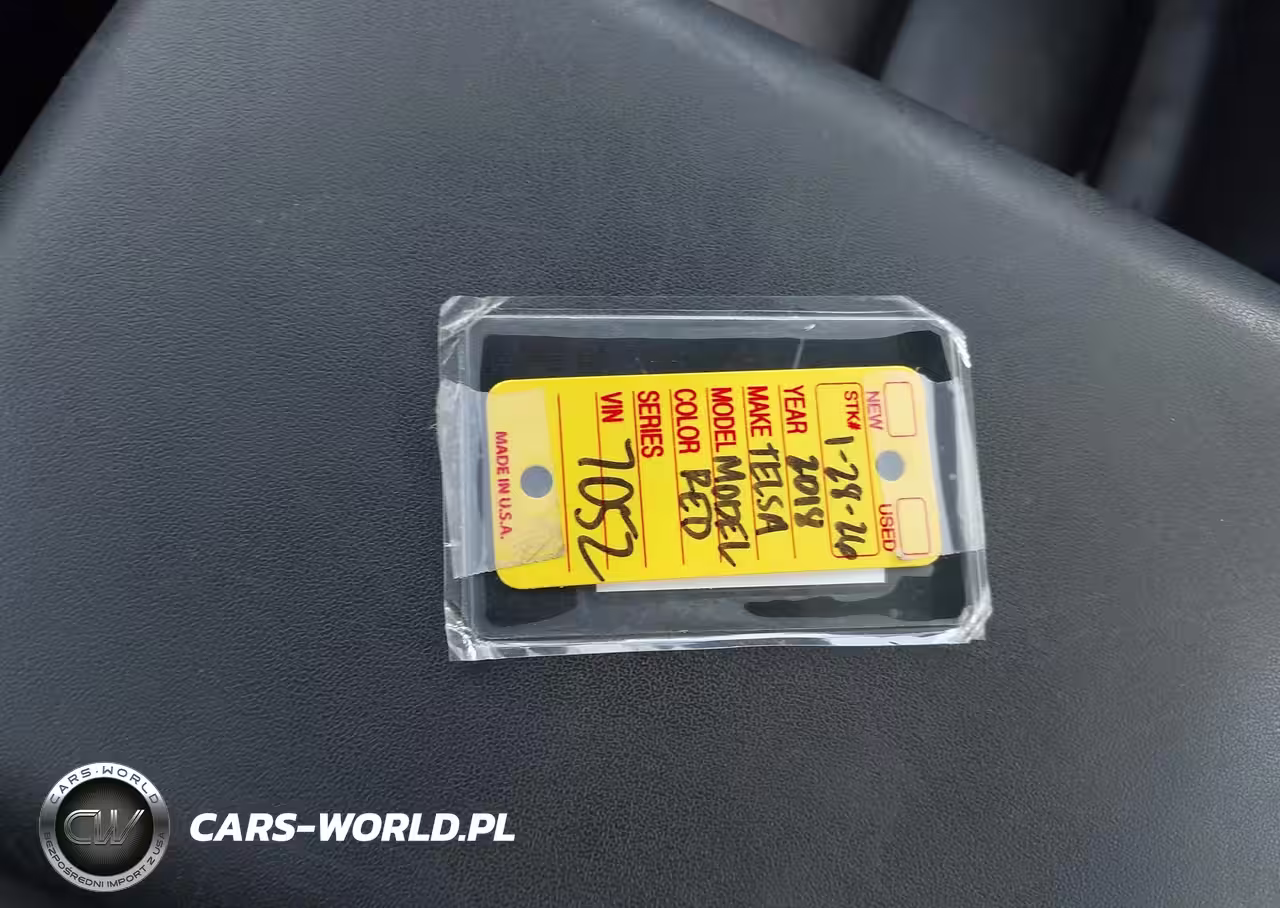 NEW USED
STK# 1-28-26
YEAR 2018
MAKE TELSA
MODEL MODEL
COLOR RED
SERIES
VIN 7052
MADE IN U.S.A.
CARS-WORLD
CW
BEZPOŚREDNI IMPORT Z USA
CARS-WORLD.PL